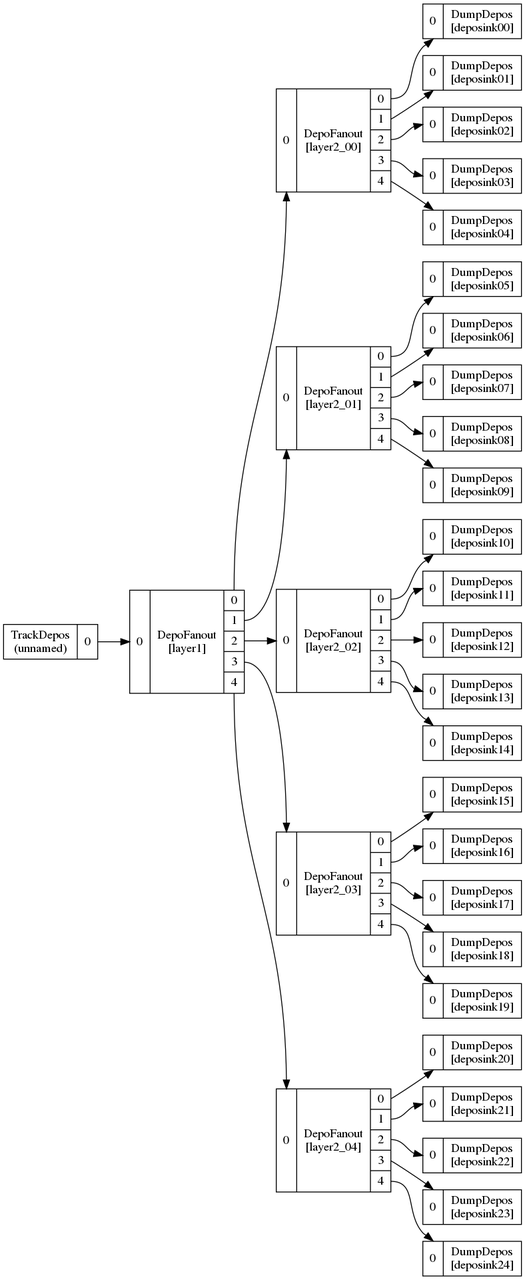 TrackDepos
(unnamed)
0
0
DepoFanout
[layer1]
0
1
2
3
4
0
DepoFanout
[layer2_00]
0
1
2
3
4
0
DumpDepos
[deposink00]
0
DumpDepos
[deposink01]
0
DumpDepos
[deposink02]
0
DumpDepos
[deposink03]
0
DumpDepos
[deposink04]
0
DepoFanout
[layer2_01]
0
1
2
3
4
0
DumpDepos
[deposink05]
0
DumpDepos
[deposink06]
0
DumpDepos
[deposink07]
0
DumpDepos
[deposink08]
0
DumpDepos
[deposink09]
0
DepoFanout
[layer2_02]
0
1
2
3
4
0
DumpDepos
[deposink10]
0
DumpDepos
[deposink11]
0
DumpDepos
[deposink12]
0
DumpDepos
[deposink13]
0
DumpDepos
[deposink14]
0
DepoFanout
[layer2_03]
0
1
2
3
4
0
DumpDepos
[deposink15]
0
DumpDepos
[deposink16]
0
DumpDepos
[deposink17]
0
DumpDepos
[deposink18]
0
DumpDepos
[deposink19]
0
DepoFanout
[layer2_04]
0
1
2
3
4
0
DumpDepos
[deposink20]
0
DumpDepos
[deposink21]
0
DumpDepos
[deposink22]
0
DumpDepos
[deposink23]
0
DumpDepos
[deposink24]